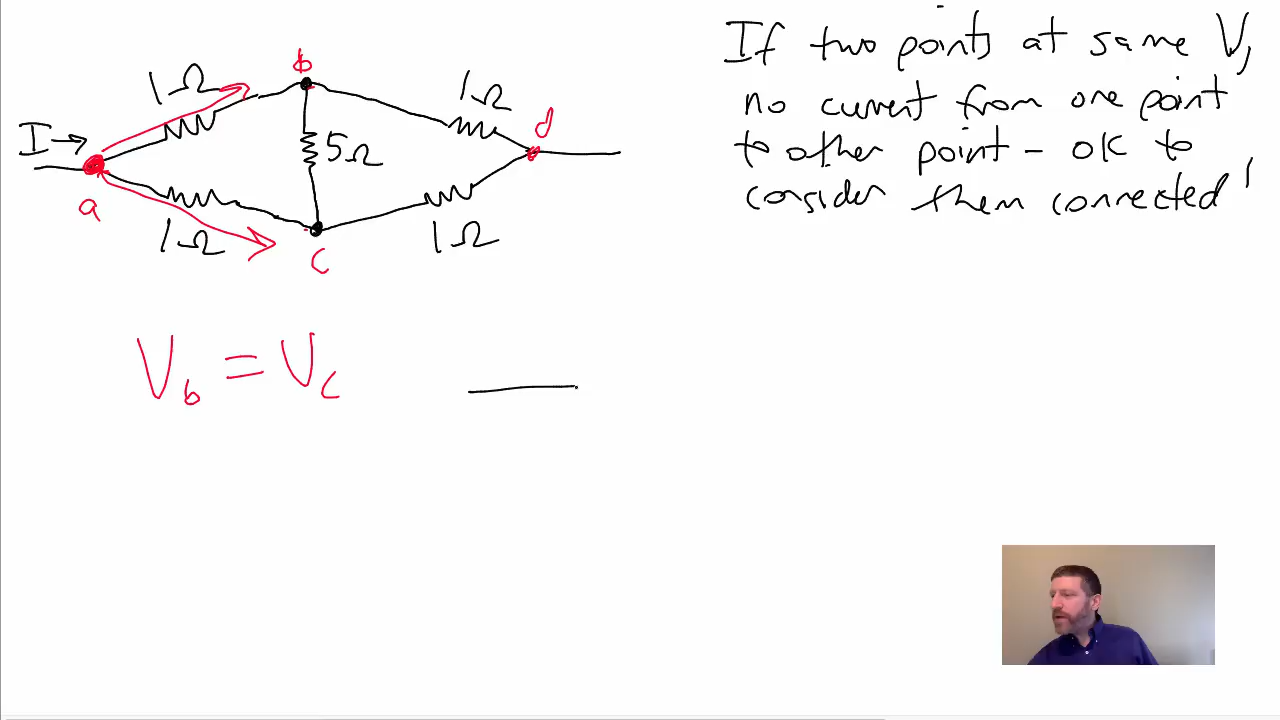 If two points at same V,
no current from one point
to other point - ok to
consider them connected!
b
1Ω
1Ω
d
I →
5Ω
a
1Ω
1Ω
c
V_b = V_c